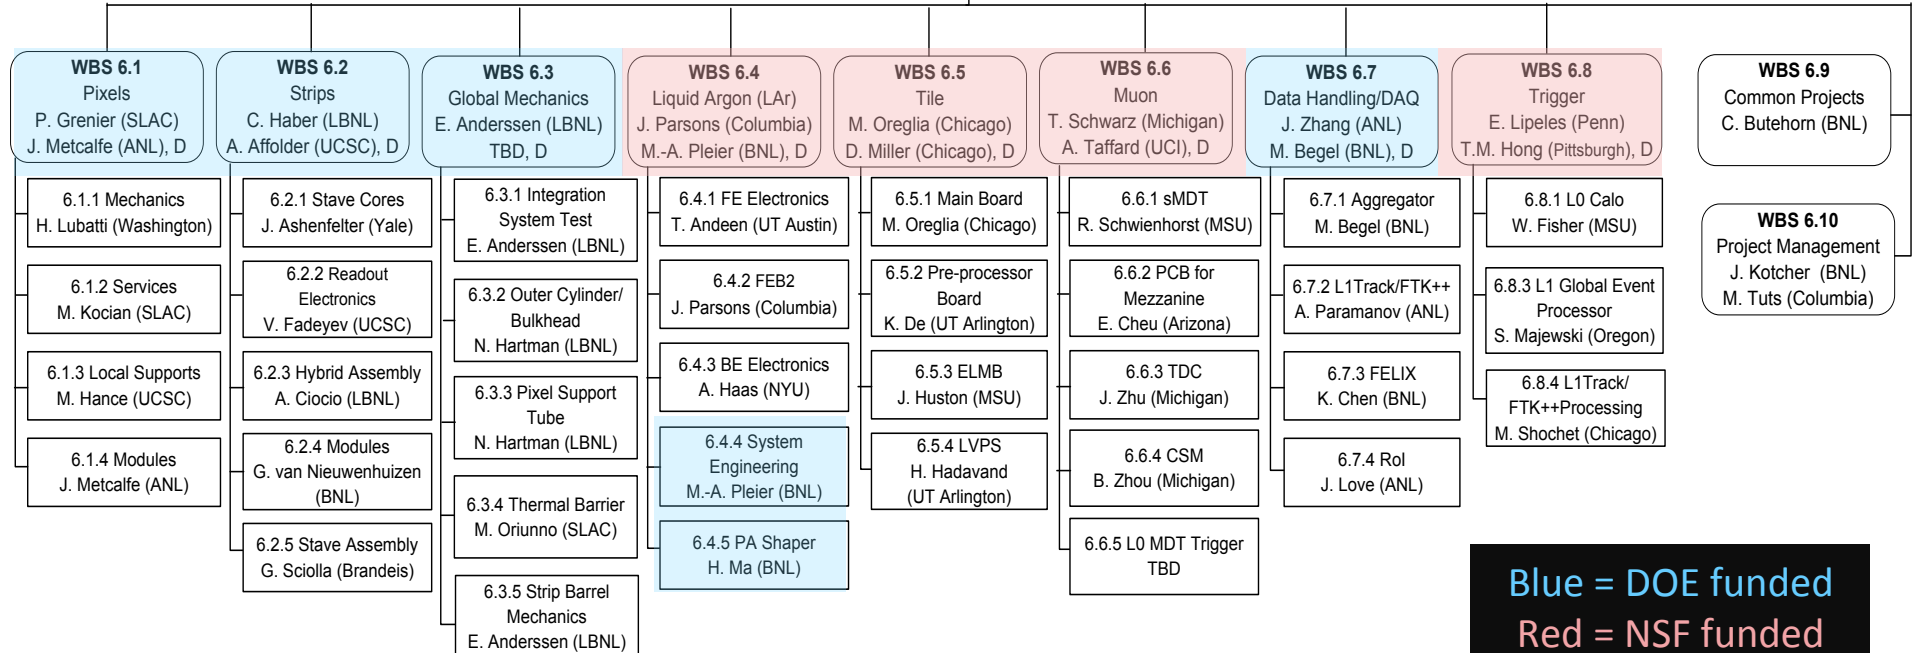 WBS 6.1
Pixels
P. Grenier (SLAC)
J. Metcalfe (ANL), D
6.1.1 Mechanics
H. Lubatti (Washington)
6.1.2 Services
M. Kocian (SLAC)
6.1.3 Local Supports
M. Hance (UCSC)
6.1.4 Modules
J. Metcalfe (ANL)
WBS 6.2
Strips
C. Haber (LBNL)
A. Affolder (UCSC), D
6.2.1 Stave Cores
J. Ashenfelter (Yale)
6.2.2 Readout
Electronics
V. Fadeyev (UCSC)
6.2.3 Hybrid Assembly
A. Ciocio (LBNL)
6.2.4 Modules
G. van Nieuwenhuizen
(BNL)
6.2.5 Stave Assembly
G. Sciolla (Brandeis)
WBS 6.3
Global Mechanics
E. Anderssen (LBNL)
TBD, D
6.3.1 Integration
System Test
E. Anderssen (LBNL)
6.3.2 Outer Cylinder/
Bulkhead
N. Hartman (LBNL)
6.3.3 Pixel Support
Tube
N. Hartman (LBNL)
6.3.4 Thermal Barrier
M. Oriunno (SLAC)
6.3.5 Strip Barrel
Mechanics
E. Anderssen (LBNL)
WBS 6.4
Liquid Argon (LAr)
J. Parsons (Columbia)
M.-A. Pleier (BNL), D
6.4.1 FE Electronics
T. Andeen (UT Austin)
6.4.2 FEB2
J. Parsons (Columbia)
6.4.3 BE Electronics
A. Haas (NYU)
6.4.4 System
Engineering
M.-A. Pleier (BNL)
6.4.5 PA Shaper
H. Ma (BNL)
WBS 6.5
Tile
M. Oreglia (Chicago)
D. Miller (Chicago), D
6.5.1 Main Board
M. Oreglia (Chicago)
6.5.2 Pre-processor
Board
K. De (UT Arlington)
6.5.3 ELMB
J. Huston (MSU)
6.5.4 LVPS
H. Hadavand
(UT Arlington)
WBS 6.6
Muon
T. Schwarz (Michigan)
A. Taffard (UCI), D
6.6.1 sMDT
R. Schwienhorst (MSU)
6.6.2 PCB for
Mezzanine
E. Cheu (Arizona)
6.6.3 TDC
J. Zhu (Michigan)
6.6.4 CSM
B. Zhou (Michigan)
6.6.5 L0 MDT Trigger
TBD
WBS 6.7
Data Handling/DAQ
J. Zhang (ANL)
M. Begel (BNL), D
6.7.1 Aggregator
M. Begel (BNL)
6.7.2 L1Track/FTK++
A. Paramanov (ANL)
6.7.3 FELIX
K. Chen (BNL)
6.7.4 RoI
J. Love (ANL)
WBS 6.8
Trigger
E. Lipeles (Penn)
T.M. Hong (Pittsburgh), D
6.8.1 L0 Calo
W. Fisher (MSU)
6.8.3 L1 Global Event
Processor
S. Majewski (Oregon)
6.8.4 L1Track/
FTK++Processing
M. Shochet (Chicago)
WBS 6.9
Common Projects
C. Butehorn (BNL)
WBS 6.10
Project Management
J. Kotcher (BNL)
M. Tuts (Columbia)
Blue = DOE funded
Red = NSF funded